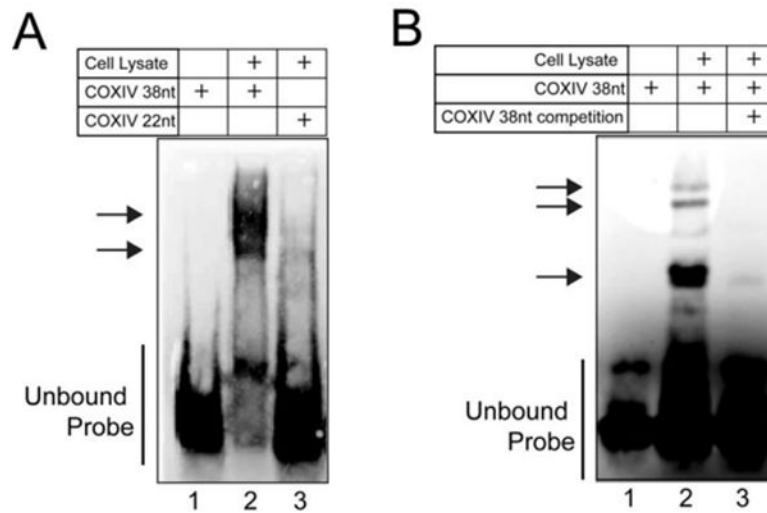 A
Cell Lysate + +
COXIV 38nt + +
COXIV 22nt +
Unbound
Probe
1 2 3
B
Cell Lysate + +
COXIV 38nt + + +
COXIV 38nt competition +
Unbound
Probe
1 2 3